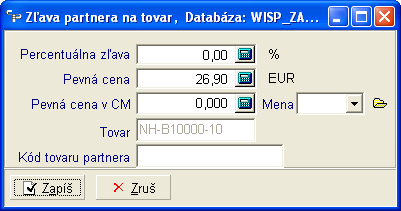 Zľava partnera na tovar, Databáza: WISP_ZA...
Percentuálna zľava 0,00 %
Pevná cena 26,90 EUR
Pevná cena v CM 0,000 Mena
Tovar NH-B10000-10
Kód tovaru partnera
Zapíš Zruš